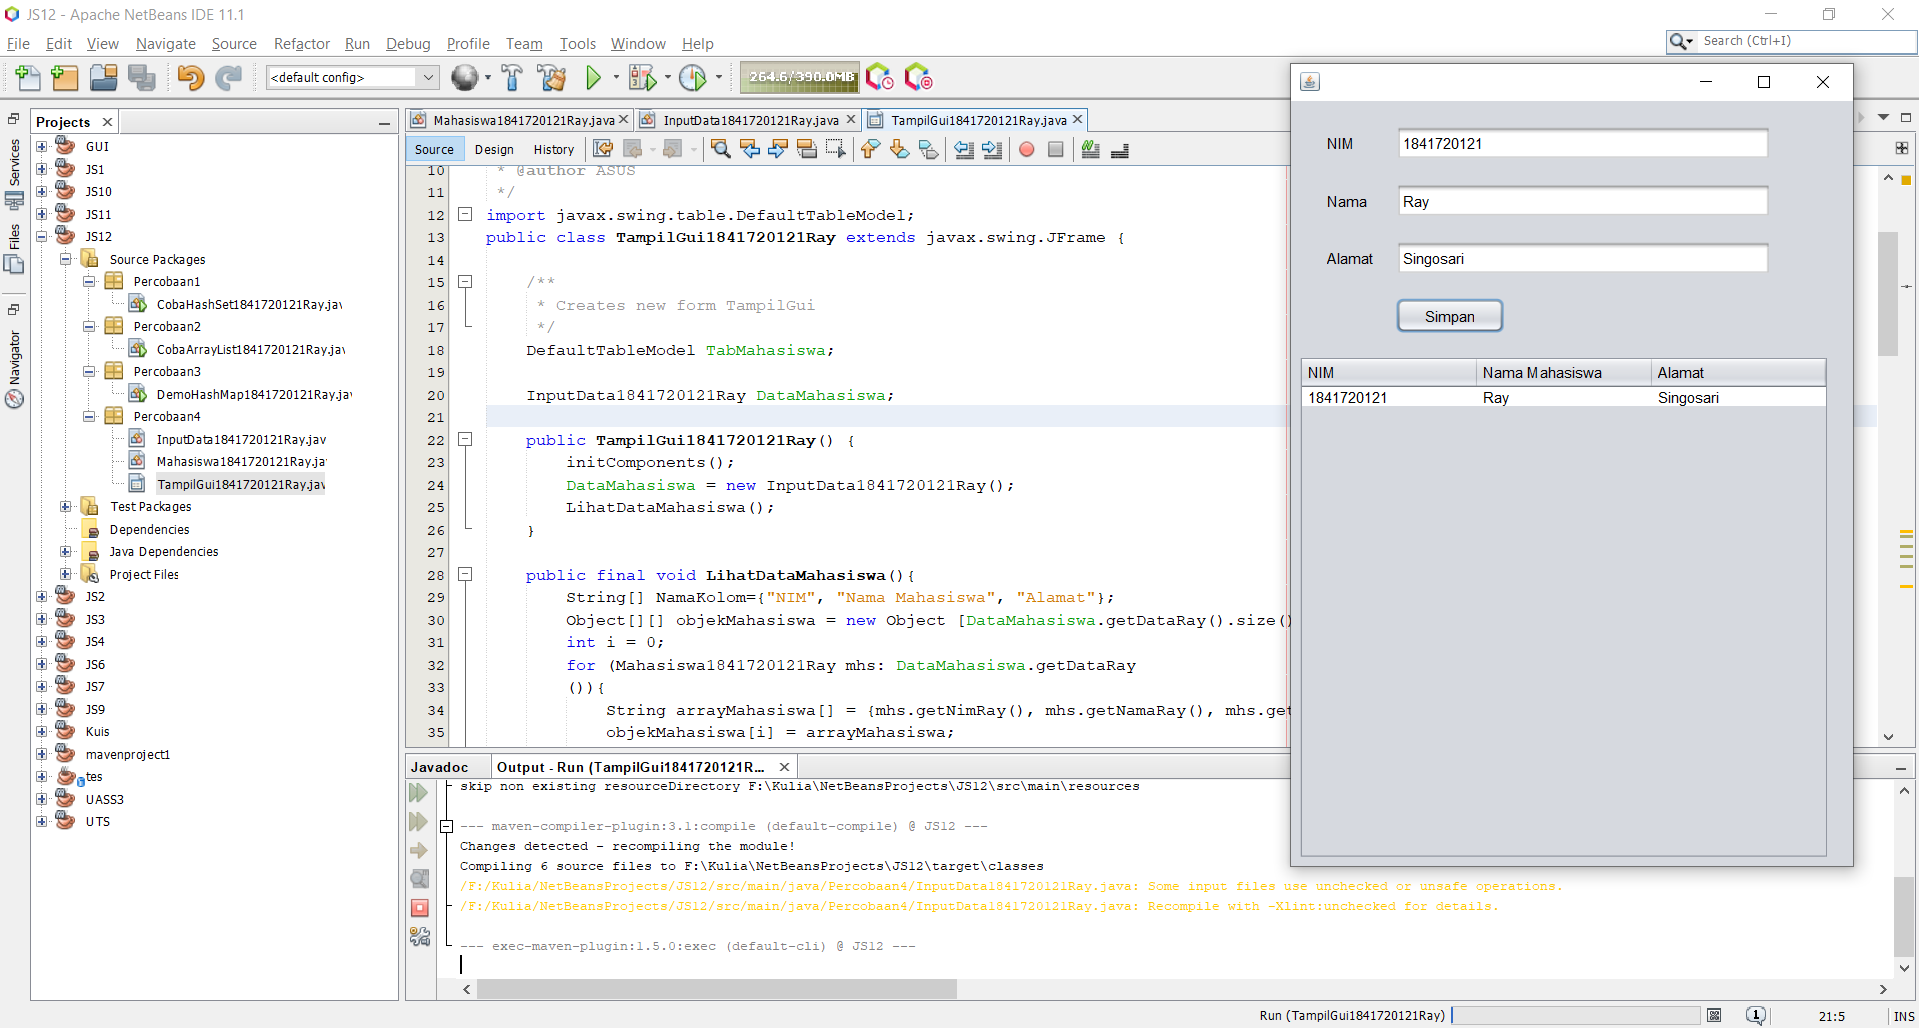 JS12 - Apache NetBeans IDE 11.1
File Edit View Navigate Source Refactor Run Debug Profile Team Tools Window Help
Search (Ctrl+I)
<default config>
264.6/390.0MB
Projects
Services
Files
Navigator
GUI
JS1
JS10
JS11
JS12
Source Packages
Percobaan1
CobaHashSet1841720121Ray.jav
Percobaan2
CobaArrayList1841720121Ray.jav
Percobaan3
DemoHashMap1841720121Ray.jav
Percobaan4
InputData1841720121Ray.jav
Mahasiswa1841720121Ray.jav
TampilGui1841720121Ray.jav
Test Packages
Dependencies
Java Dependencies
Project Files
JS2
JS3
JS4
JS6
JS7
JS9
Kuis
mavenproject1
tes
UASS3
UTS
Mahasiswa1841720121Ray.java InputData1841720121Ray.java TampilGui1841720121Ray.java
Source Design History
10 * @author ASUS
11 */
12 import javax.swing.table.DefaultTableModel;
13 public class TampilGui1841720121Ray extends javax.swing.JFrame {
14
15 /**
16 * Creates new form TampilGui
17 */
18 DefaultTableModel TabMahasiswa;
19
20 InputData1841720121Ray DataMahasiswa;
21
22 public TampilGui1841720121Ray() {
23 initComponents();
24 DataMahasiswa = new InputData1841720121Ray();
25 LihatDataMahasiswa();
26 }
27
28 public final void LihatDataMahasiswa(){
29 String[] NamaKolom={"NIM", "Nama Mahasiswa", "Alamat"};
30 Object[][] objekMahasiswa = new Object [DataMahasiswa.getDataRay().size()
31 int i = 0;
32 for (Mahasiswa1841720121Ray mhs: DataMahasiswa.getDataRay
33 ()){
34 String arrayMahasiswa[] = {mhs.getNimRay(), mhs.getNamaRay(), mhs.get
35 objekMahasiswa[i] = arrayMahasiswa;
NIM 1841720121
Nama Ray
Alamat Singosari
Simpan
NIM Nama Mahasiswa Alamat
1841720121 Ray Singosari
Javadoc Output - Run (TampilGui1841720121R...
skip non existing resourceDirectory F:\Kulia\NetBeansProjects\JS12\src\main\resources
--- maven-compiler-plugin:3.1:compile (default-compile) @ JS12 ---
Changes detected - recompiling the module!
Compiling 6 source files to F:\Kulia\NetBeansProjects\JS12\target\classes
/F:/Kulia/NetBeansProjects/JS12/src/main/java/Percobaan4/InputData1841720121Ray.java: Some input files use unchecked or unsafe operations.
/F:/Kulia/NetBeansProjects/JS12/src/main/java/Percobaan4/InputData1841720121Ray.java: Recompile with -Xlint:unchecked for details.
--- exec-maven-plugin:1.5.0:exec (default-cli) @ JS12 ---
Run (TampilGui1841720121Ray) 1 21:5 INS